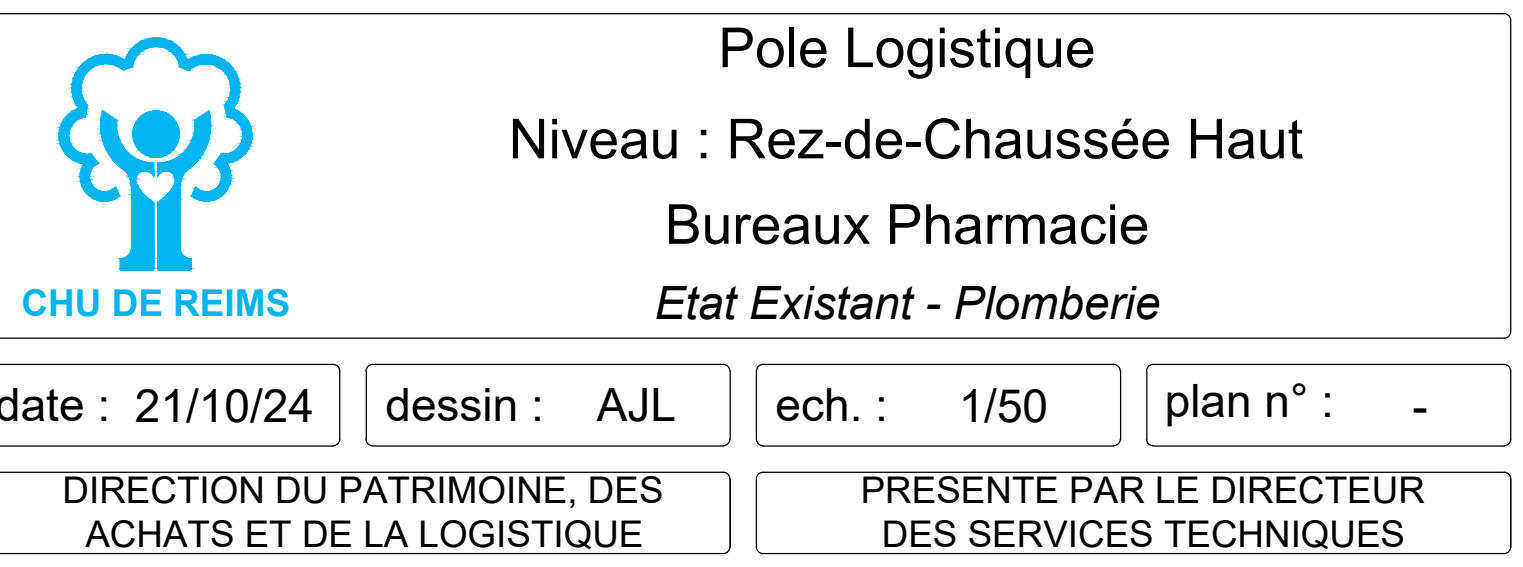 Pole Logistique
Niveau : Rez-de-Chaussée Haut
Bureaux Pharmacie
Etat Existant - Plomberie
CHU DE REIMS
date : 21/10/24
dessin : AJL
ech. : 1/50
plan n° : -
DIRECTION DU PATRIMOINE, DES
ACHATS ET DE LA LOGISTIQUE
PRESENTE PAR LE DIRECTEUR
DES SERVICES TECHNIQUES